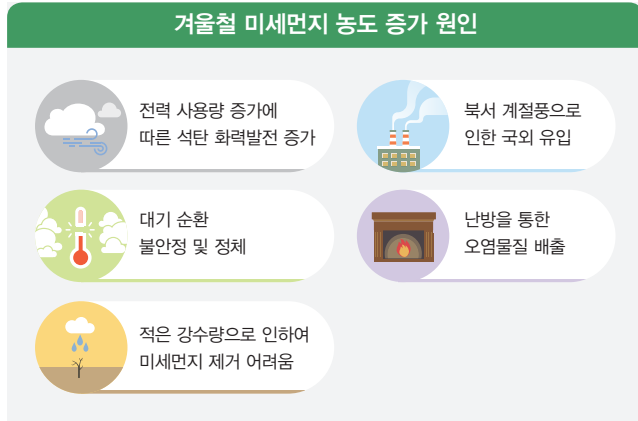 겨울철 미세먼지 농도 증가 원인
전력 사용량 증가에
따른 석탄 화력발전 증가
북서 계절풍으로
인한 국외 유입
대기 순환
불안정 및 정체
난방을 통한
오염물질 배출
적은 강수량으로 인하여
미세먼지 제거 어려움